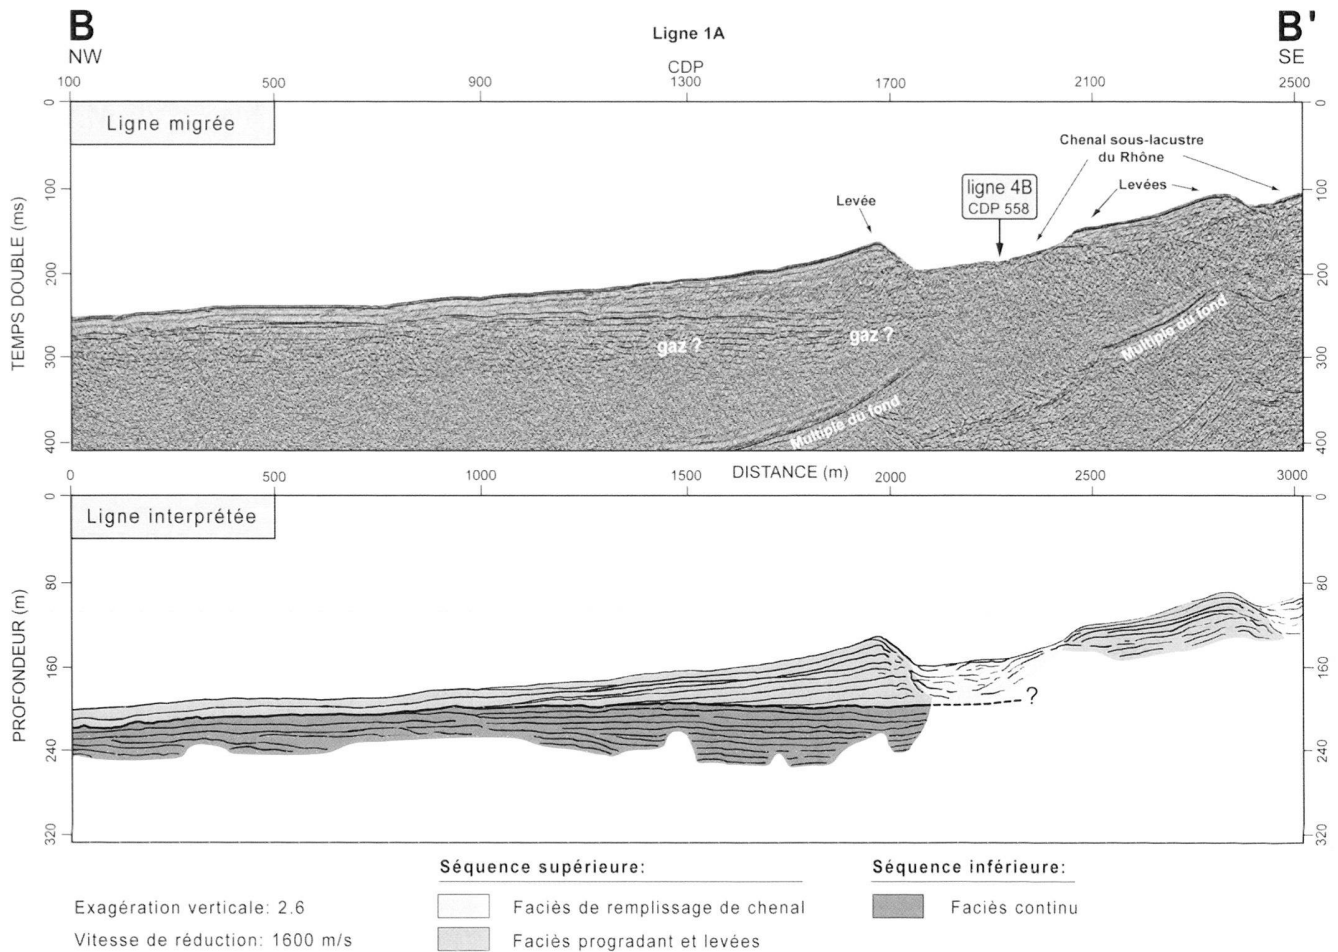 B
NW
Ligne 1A
B'
SE
CDP
100 500 900 1300 1700 2100 2500
Ligne migrée
TEMPS DOUBLE (ms)
0 0
100 100
200 200
300 300
400 400
Chenal sous-lacustre
du Rhône
Levées
Levée
ligne 4B
CDP 558
gaz ?
gaz ?
Multiple du fond
Multiple du fond
0 500 1000 1500 DISTANCE (m) 2000 2500 3000
Ligne interprétée
PROFONDEUR (m)
0 0
80 80
160 160
240 240
320 320
?
Séquence supérieure:
Séquence inférieure:
Exagération verticale: 2.6
Faciès de remplissage de chenal
Faciès continu
Vitesse de réduction: 1600 m/s
Faciès progradant et levées